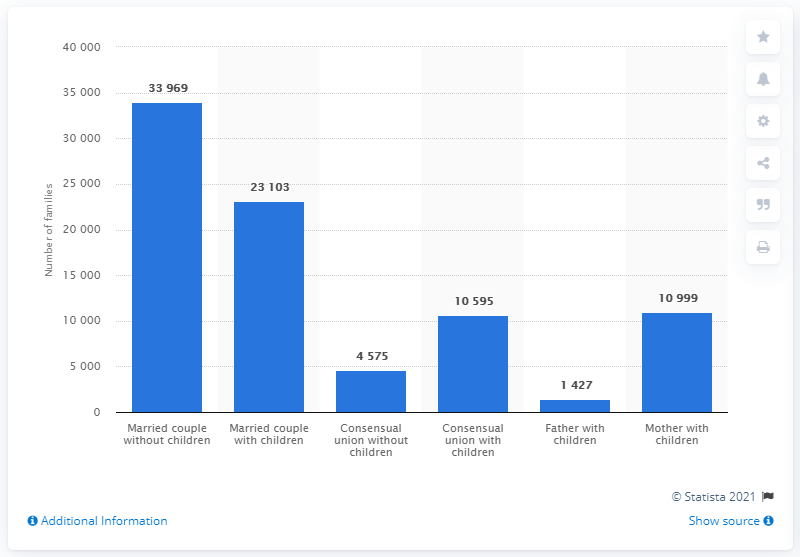 40 000
35 000
30 000
25 000
20 000
15 000
10 000
5 000
0
Number of families
33 969
23 103
4 575
10 595
1 427
10 999
Married couple
without children
Married couple
with children
Consensual
union without
children
Consensual
union with
children
Father with
children
Mother with
children
© Statista 2021
Additional Information
Show source